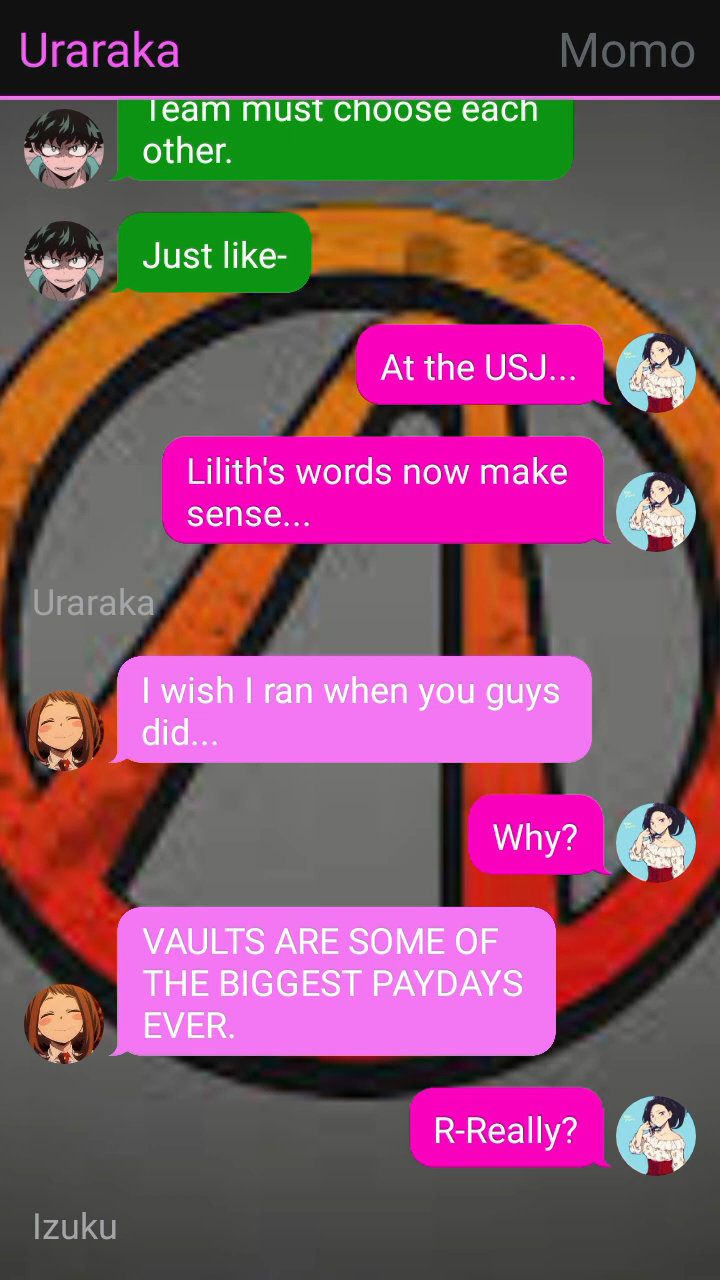 Uraraka
Momo
Team must choose each
other.
Just like-
At the USJ...
Lilith's words now make
sense...
Uraraka
I wish I ran when you guys
did...
Why?
VAULTS ARE SOME OF
THE BIGGEST PAYDAYS
EVER.
R-Really?
Izuku